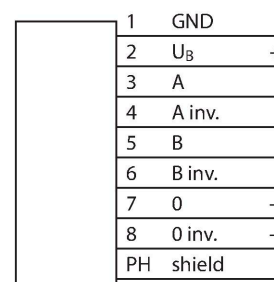 1 GND
2 U_B
3 A
4 A inv.
5 B
6 B inv.
7 0
8 0 inv.
PH shield